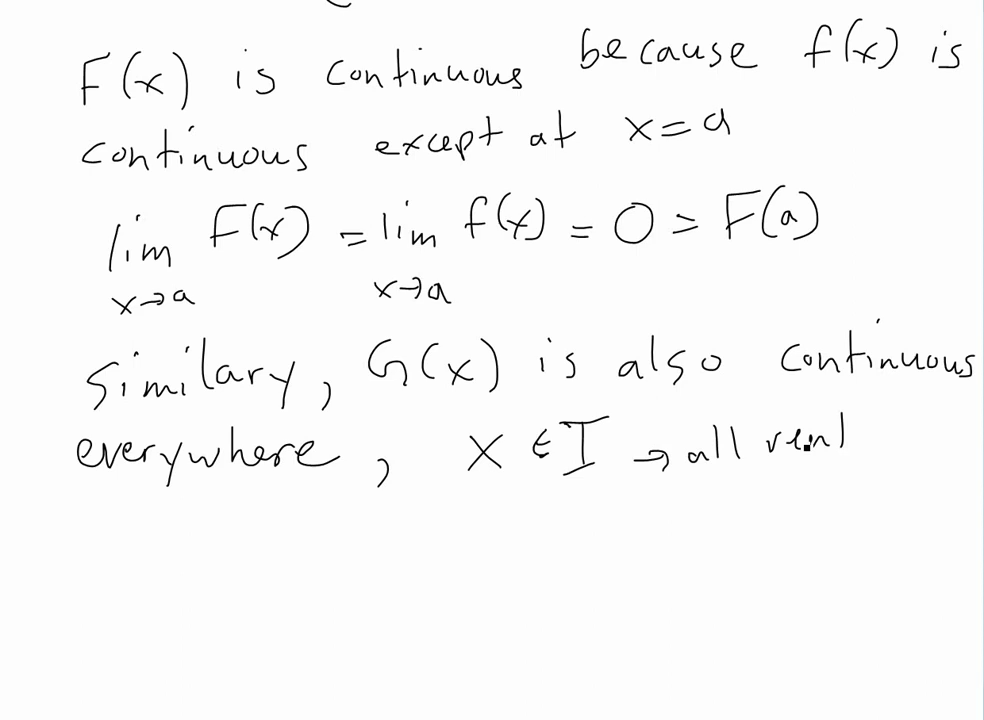 F(x) is continuous because f(x) is
continuous except at x=a
lim F(x) = lim f(x) = 0 = F(a)
x→a x→a
similary, G(x) is also continuous
everywhere, x ∈ I → all real